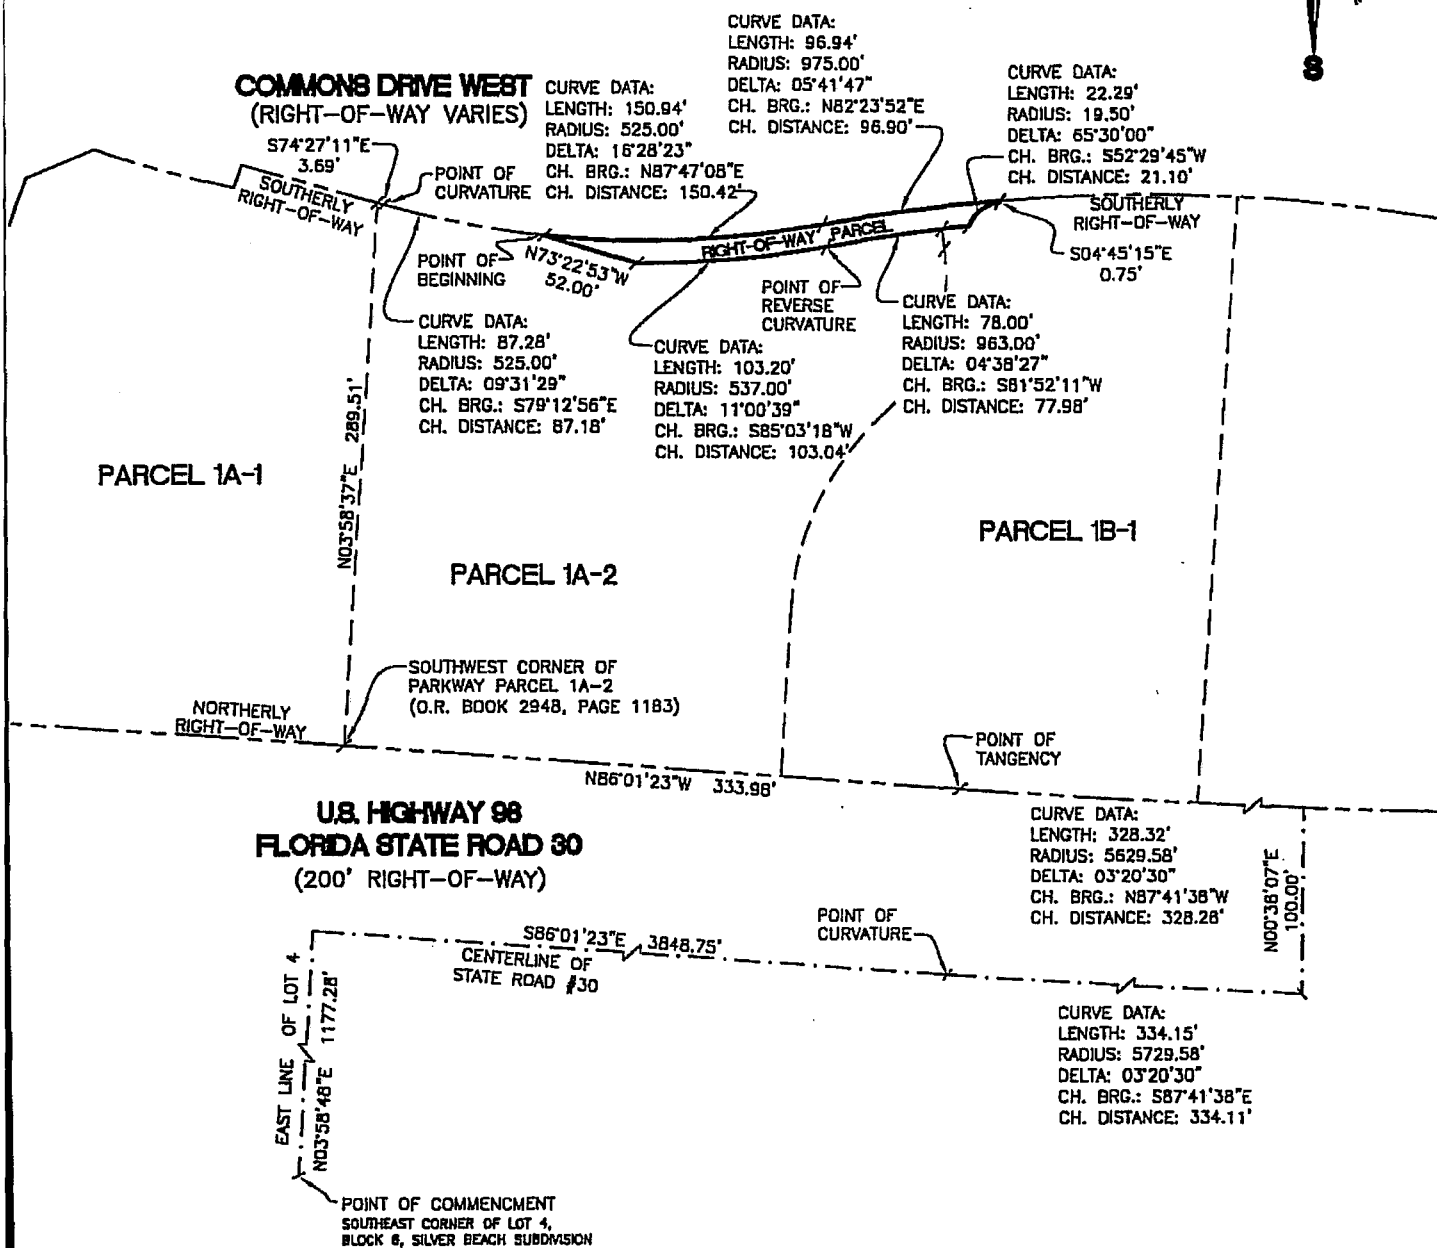 S
COMMONS DRIVE WEST
(RIGHT-OF-WAY VARIES)
S74°27'11"E
3.69'
SOUTHERLY
RIGHT-OF-WAY
POINT OF
CURVATURE
CURVE DATA:
LENGTH: 150.94'
RADIUS: 525.00'
DELTA: 16°28'23"
CH. BRG.: N87°47'08"E
CH. DISTANCE: 150.42'
CURVE DATA:
LENGTH: 96.94'
RADIUS: 975.00'
DELTA: 05°41'47"
CH. BRG.: N82°23'52"E
CH. DISTANCE: 96.90'
CURVE DATA:
LENGTH: 22.29'
RADIUS: 19.50'
DELTA: 65°30'00"
CH. BRG.: S52°29'45"W
CH. DISTANCE: 21.10'
SOUTHERLY
RIGHT-OF-WAY
S04°45'15"E
0.75'
RIGHT-OF-WAY PARCEL
POINT OF
BEGINNING
N73°22'53"W
52.00'
POINT OF
REVERSE
CURVATURE
CURVE DATA:
LENGTH: 87.28'
RADIUS: 525.00'
DELTA: 09°31'29"
CH. BRG.: S79°12'56"E
CH. DISTANCE: 87.18'
CURVE DATA:
LENGTH: 103.20'
RADIUS: 537.00'
DELTA: 11°00'39"
CH. BRG.: S85°03'18"W
CH. DISTANCE: 103.04'
CURVE DATA:
LENGTH: 78.00'
RADIUS: 963.00'
DELTA: 04°38'27"
CH. BRG.: S81°52'11"W
CH. DISTANCE: 77.98'
N03°58'37"E 289.51'
PARCEL 1A-1
PARCEL 1A-2
PARCEL 1B-1
SOUTHWEST CORNER OF
PARKWAY PARCEL 1A-2
(O.R. BOOK 2948, PAGE 1183)
NORTHERLY
RIGHT-OF-WAY
POINT OF
TANGENCY
N86°01'23"W 333.98'
U.S. HIGHWAY 98
FLORIDA STATE ROAD 30
(200' RIGHT-OF-WAY)
CURVE DATA:
LENGTH: 328.32'
RADIUS: 5629.58'
DELTA: 03°20'30"
CH. BRG.: N87°41'38"W
CH. DISTANCE: 328.28'
N00°38'07"E
100.00'
POINT OF
CURVATURE
S86°01'23"E 3848.75'
CENTERLINE OF
STATE ROAD #30
EAST LINE OF LOT 4
N03°58'48"E 1177.28'
CURVE DATA:
LENGTH: 334.15'
RADIUS: 5729.58'
DELTA: 03°20'30"
CH. BRG.: S87°41'38"E
CH. DISTANCE: 334.11'
POINT OF COMMENCMENT
SOUTHEAST CORNER OF LOT 4,
BLOCK 6, SILVER BEACH SUBDIVISION